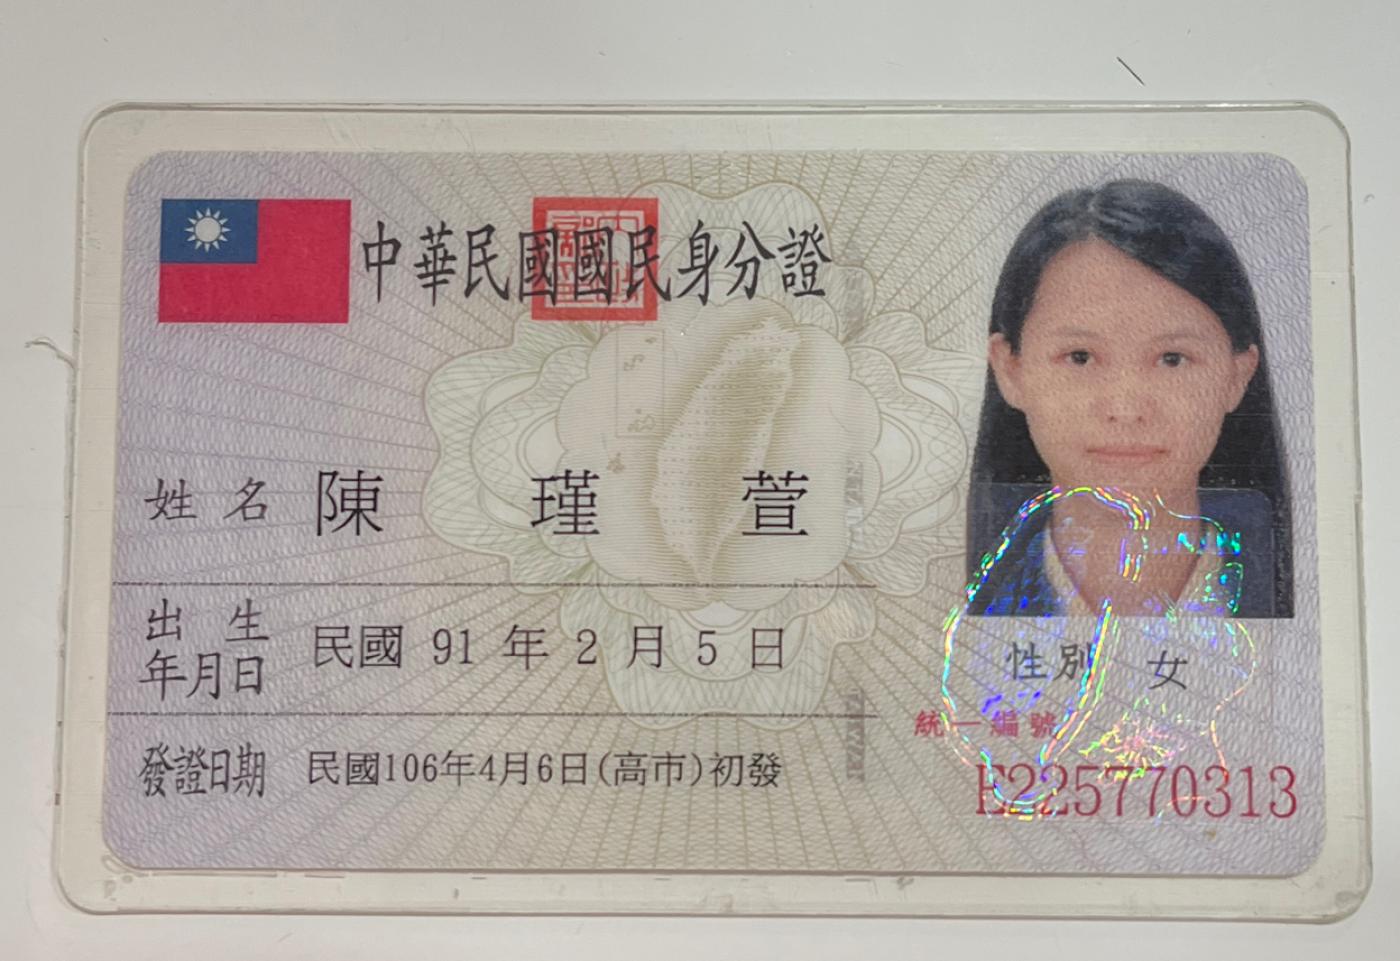 中華民國國民身分證
姓名 陳瑾萱
出生年月日 民國 91 年 2 月 5 日
發證日期 民國106年4月6日(高市)初發
性別 女
統一編號
E225770313